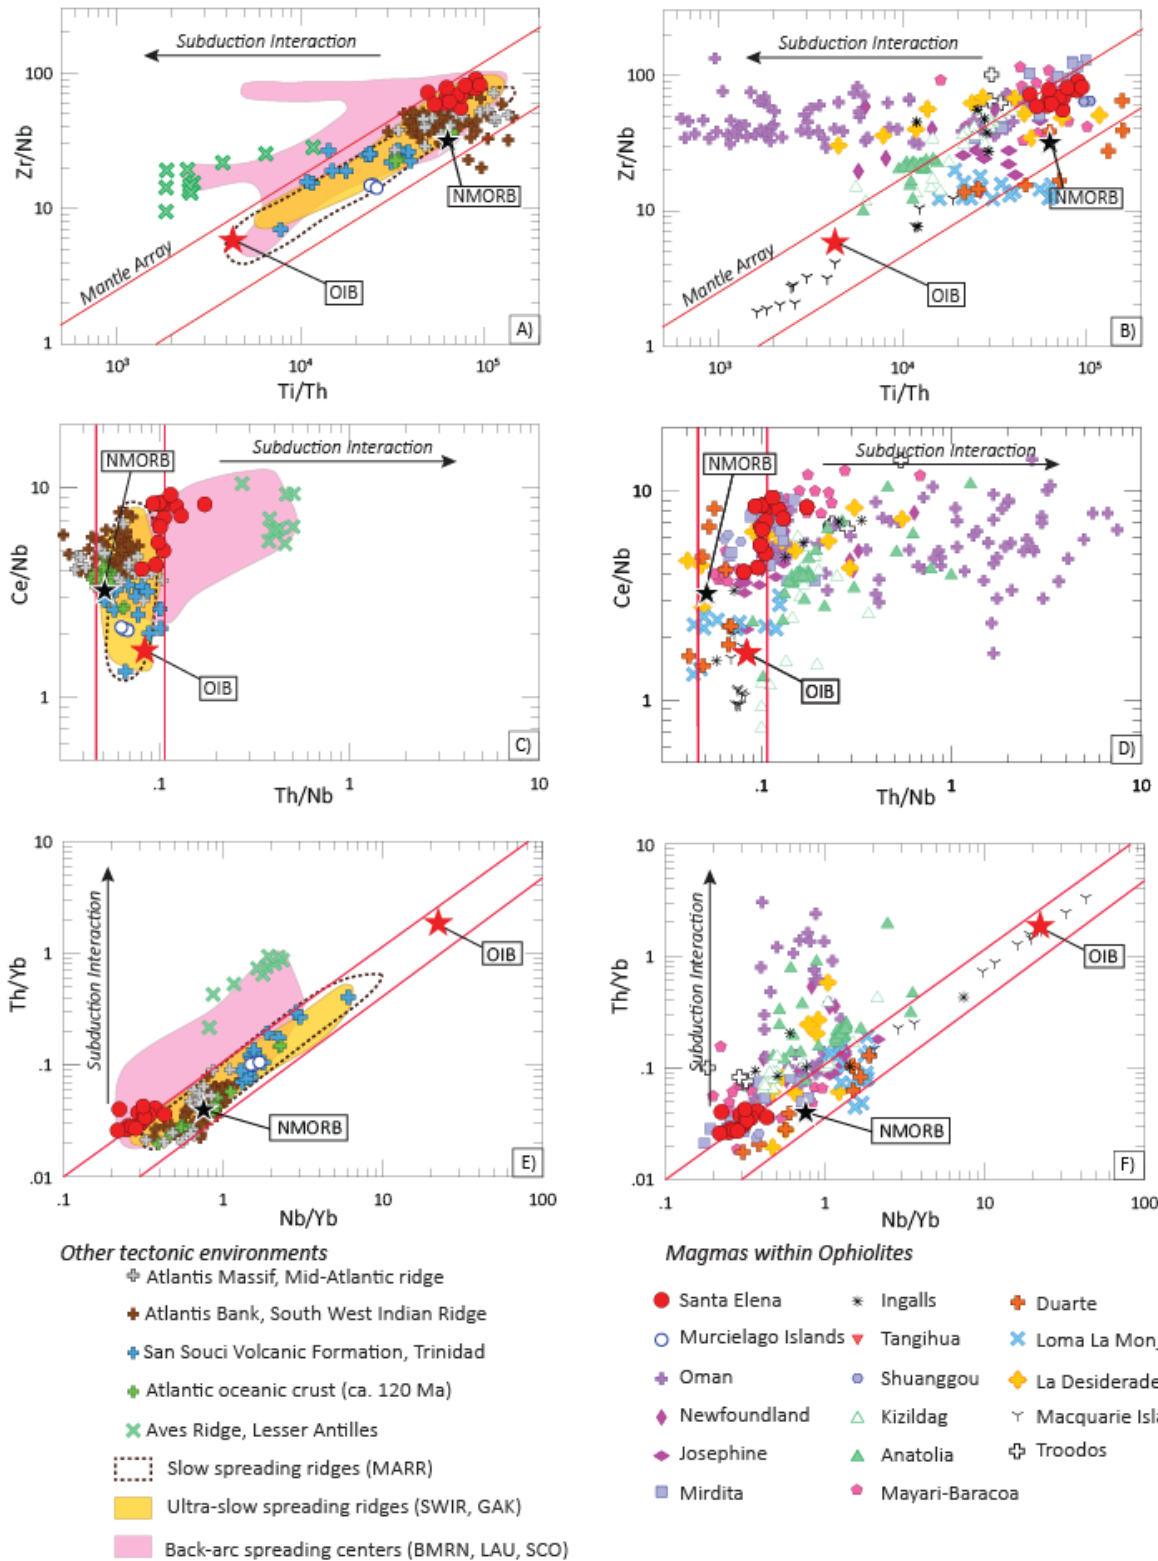 Subduction Interaction
100
Zr/Nb
10
1
NMORB
Mantle Array
OIB
A)
10³
10⁴
10⁵
Ti/Th
Subduction Interaction
100
Zr/Nb
10
1
NMORB
Mantle Array
OIB
B)
10³
10⁴
10⁵
Ti/Th
Subduction Interaction
NMORB
10
Ce/Nb
1
OIB
C)
.1
1
10
Th/Nb
Subduction Interaction
NMORB
10
Ce/Nb
1
OIB
D)
.1
1
10
Th/Nb
10
Subduction Interaction
1
Th/Yb
.1
.01
OIB
NMORB
E)
.1
1
10
100
Nb/Yb
10
Subduction Interaction
1
Th/Yb
.1
.01
OIB
NMORB
F)
.1
1
10
100
Nb/Yb
Other tectonic environments
Atlantis Massif, Mid-Atlantic ridge
Atlantis Bank, South West Indian Ridge
San Souci Volcanic Formation, Trinidad
Atlantic oceanic crust (ca. 120 Ma)
Aves Ridge, Lesser Antilles
Slow spreading ridges (MARR)
Ultra-slow spreading ridges (SWIR, GAK)
Back-arc spreading centers (BMRN, LAU, SCO)
Magmas within Ophiolites
Santa Elena
Murcielago Islands
Oman
Newfoundland
Josephine
Mirdita
Ingalls
Tangihua
Shuanggou
Kizildag
Anatolia
Mayari-Baracoa
Duarte
Loma La Mon
La Desiderade
Macquarie Isl
Troodos